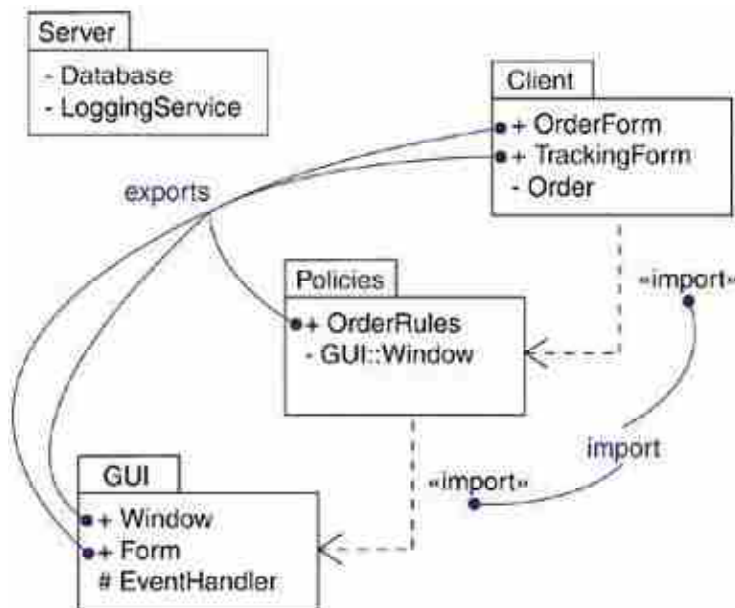 Server
- Database
- LoggingService
Client
+ OrderForm
+ TrackingForm
- Order
exports
Policies
+ OrderRules
- GUI::Window
«import»
import
«import»
GUI
+ Window
+ Form
# EventHandler